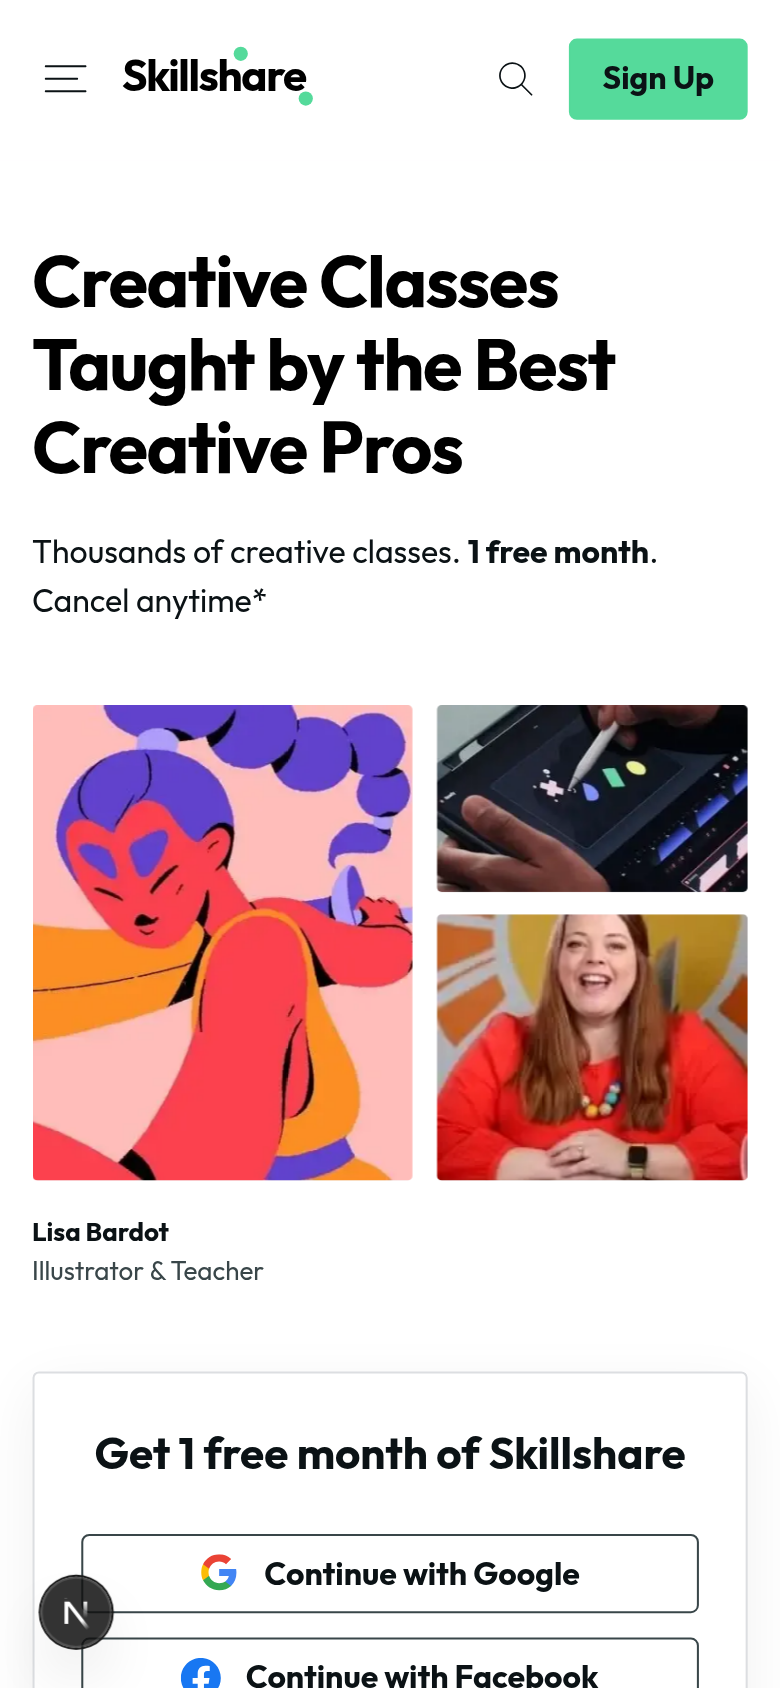 Skillshare
Sign Up
Creative Classes
Taught by the Best
Creative Pros
Thousands of creative classes. 1 free month.
Cancel anytime*
Lisa Bardot
Illustrator & Teacher
Get 1 free month of Skillshare
Continue with Google
N
Continue with Facebook